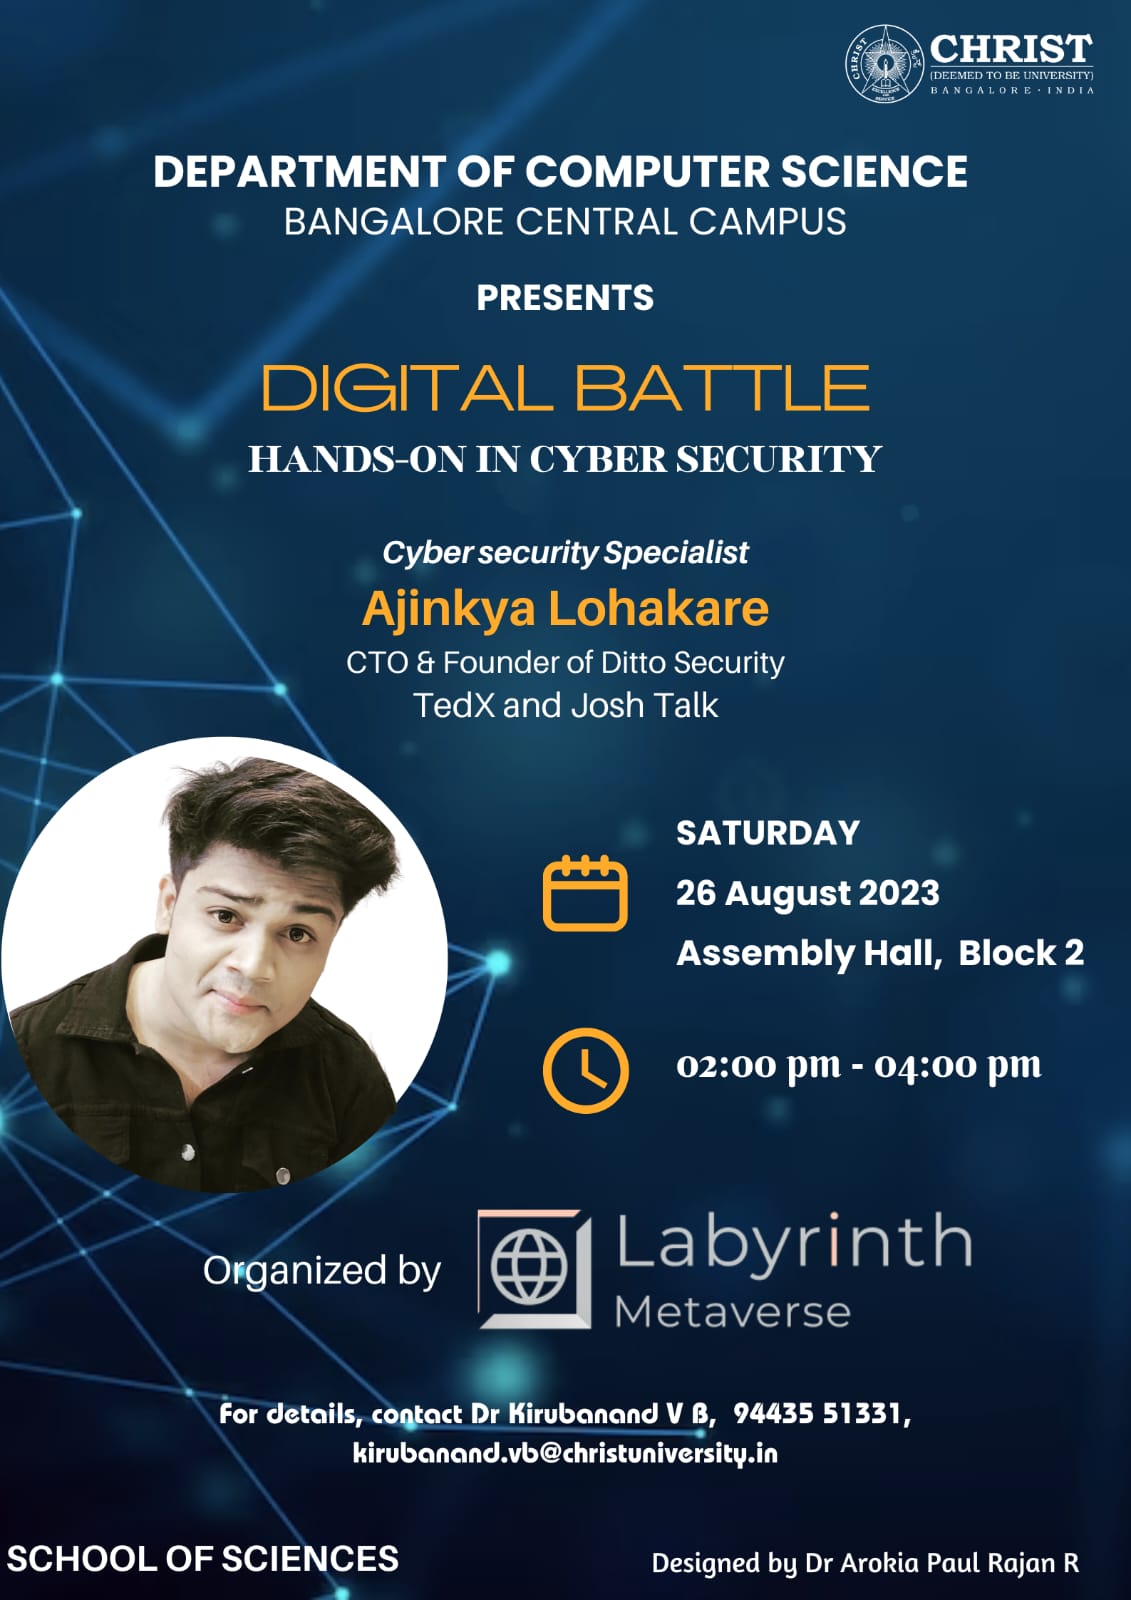 CHRIST
(DEEMED TO BE UNIVERSITY)
BANGALORE · INDIA
DEPARTMENT OF COMPUTER SCIENCE
BANGALORE CENTRAL CAMPUS
PRESENTS
DIGITAL BATTLE
HANDS-ON IN CYBER SECURITY
Cyber security Specialist
Ajinkya Lohakare
CTO & Founder of Ditto Security
TedX and Josh Talk
SATURDAY
26 August 2023
Assembly Hall, Block 2
02:00 pm - 04:00 pm
Organized by
Labyrinth
Metaverse
For details, contact Dr Kirubanand V B, 94435 51331,
kirubanand.vb@christuniversity.in
SCHOOL OF SCIENCES
Designed by Dr Arokia Paul Rajan R